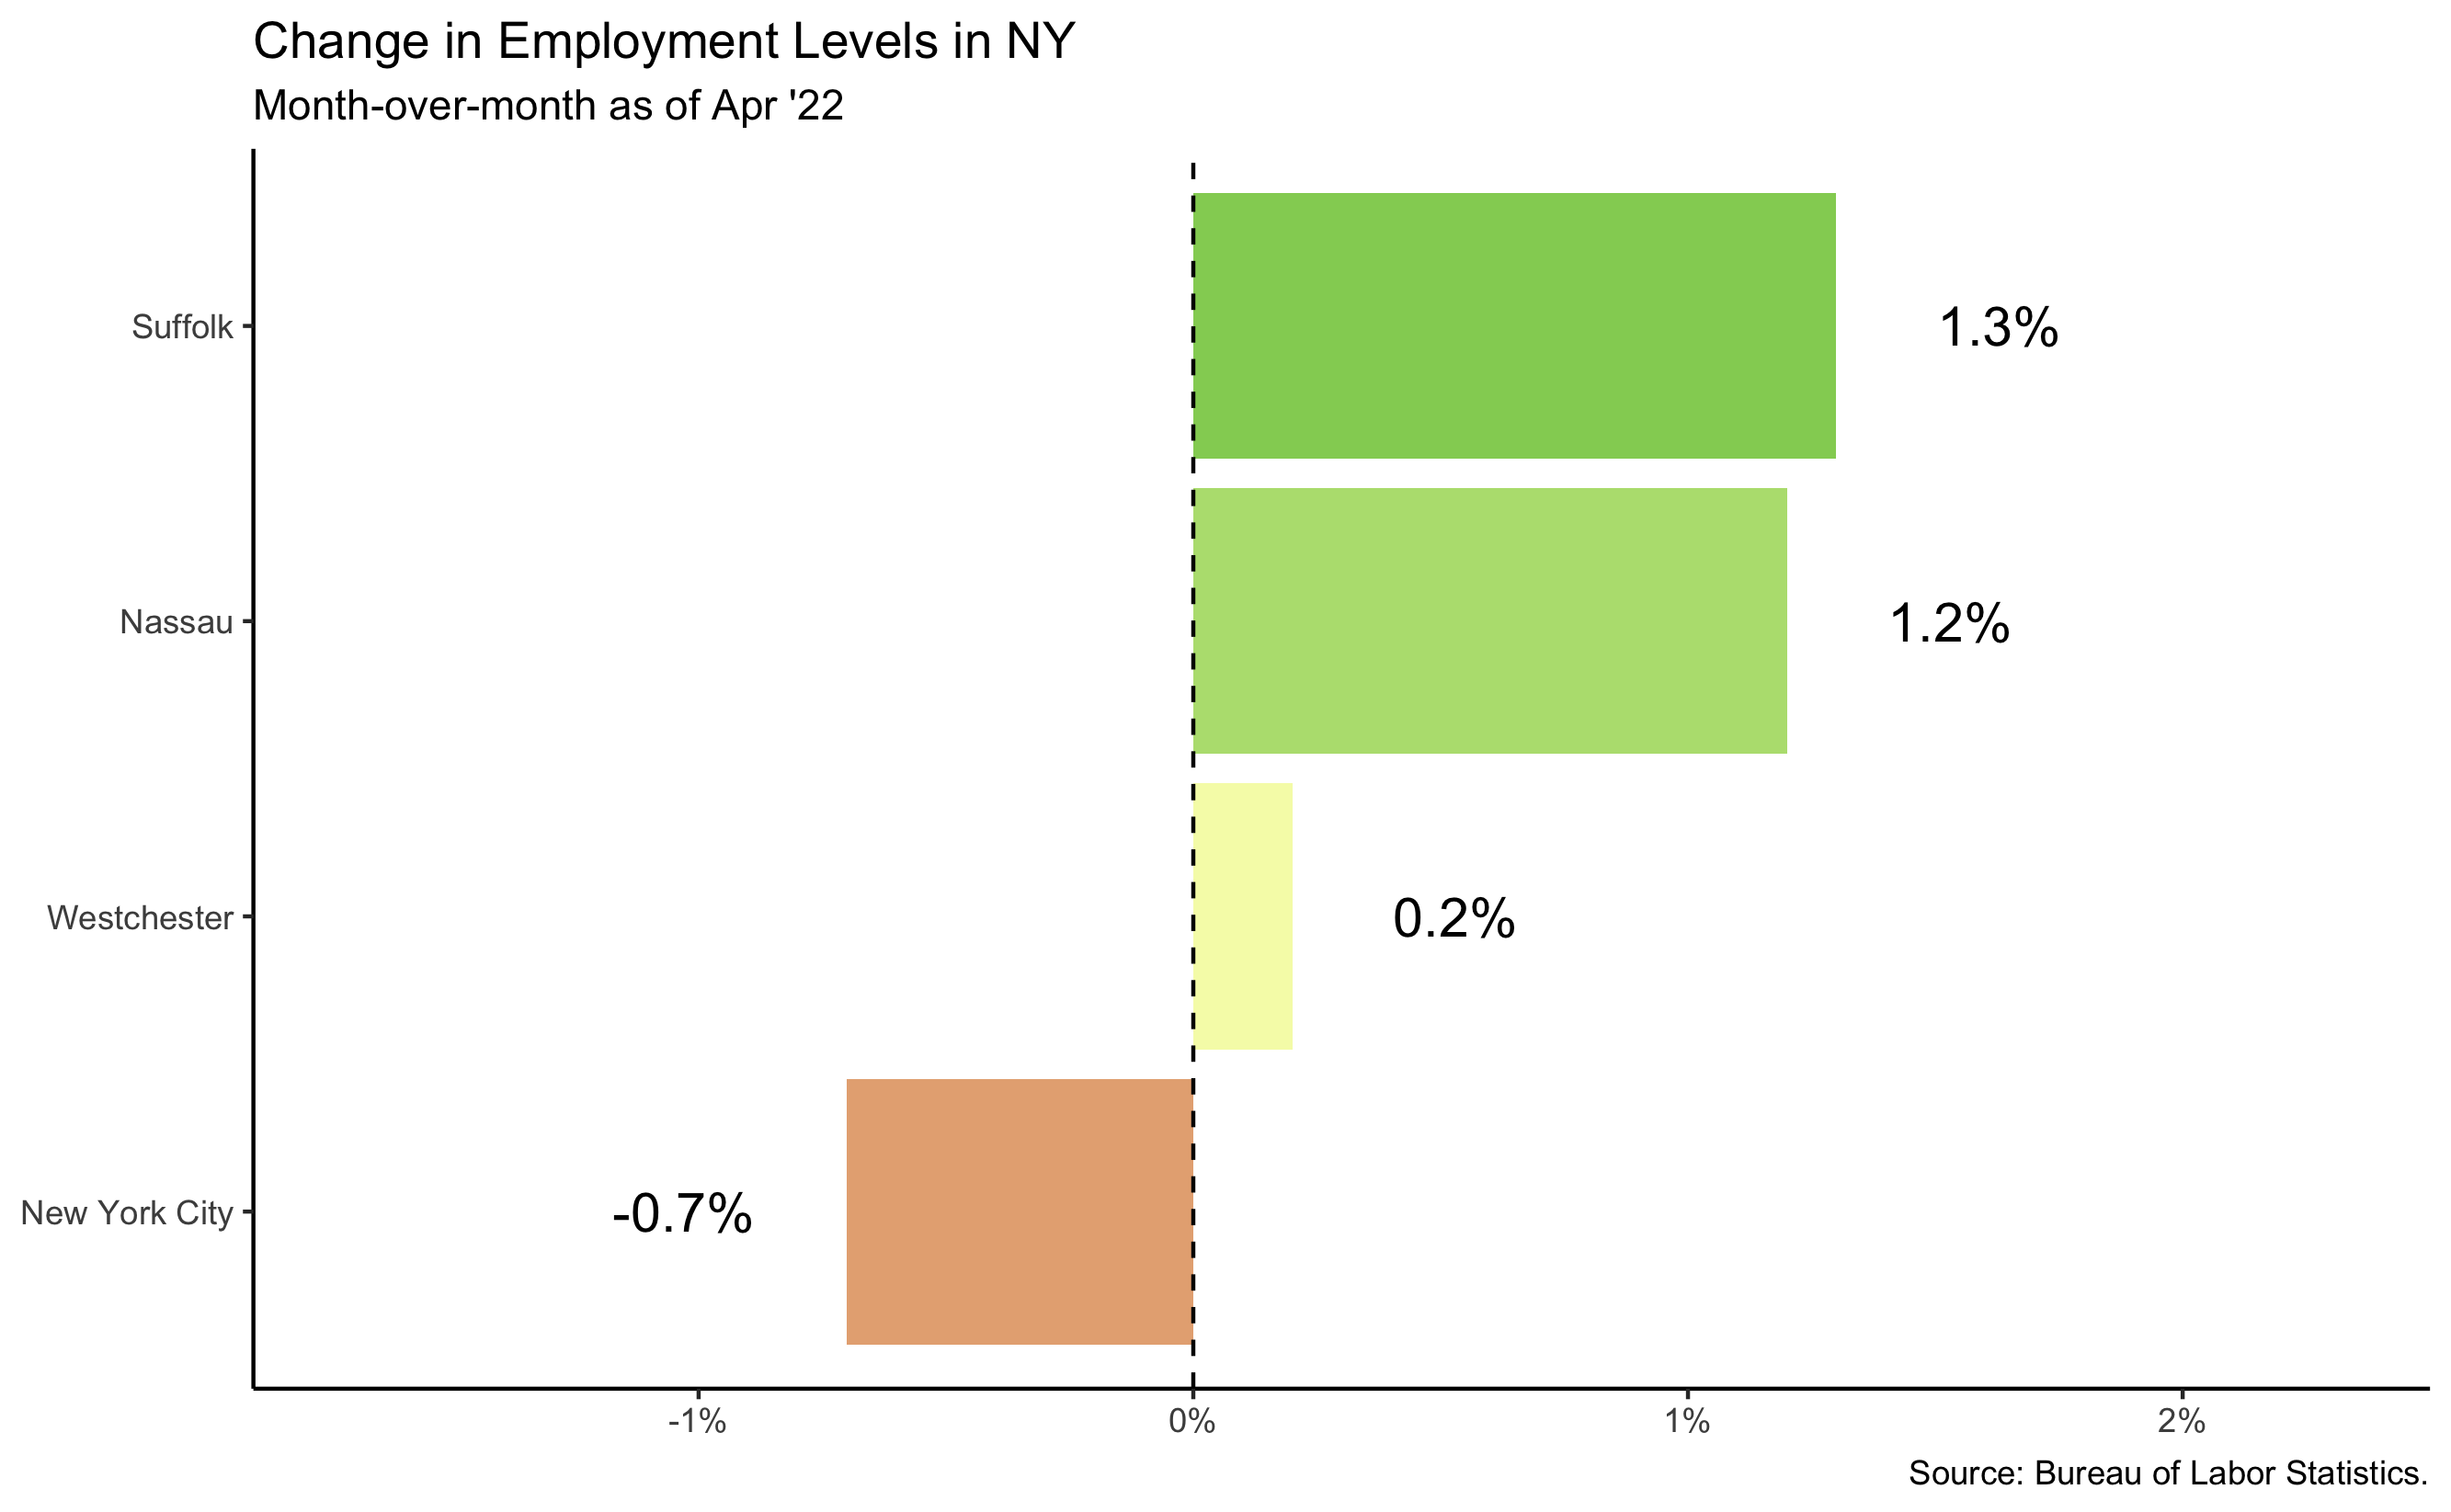 Change in Employment Levels in NY
Month-over-month as of Apr '22
Suffolk
1.3%
Nassau
1.2%
Westchester
0.2%
New York City
-0.7%
-1%
0%
1%
2%
Source: Bureau of Labor Statistics.